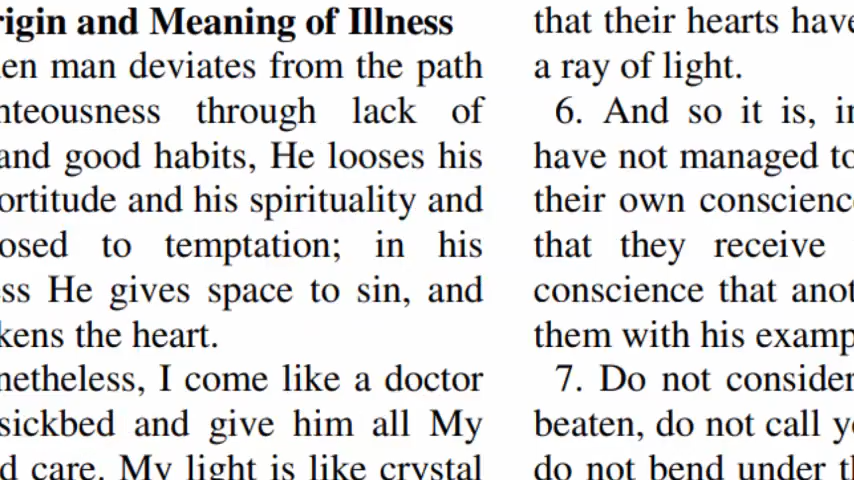 rigin and Meaning of Illness
en man deviates from the path
nteousness through lack of
and good habits, He looses his
ortitude and his spirituality and
osed to temptation; in his
ss He gives space to sin, and
kens the heart.
netheless, I come like a doctor
sickbed and give him all My
d care. My light is like crystal
that their hearts have
a ray of light.
6. And so it is, in
have not managed to
their own conscience
that they receive
conscience that anot
them with his examp
7. Do not consider
beaten, do not call y
do not bend under th